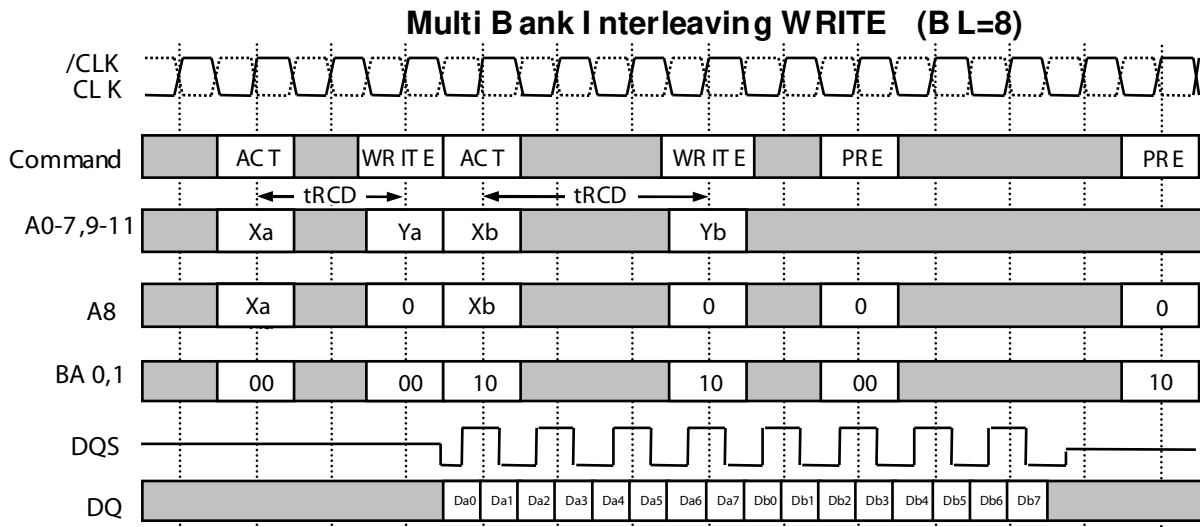 Multi Bank Interleaving WRITE (BL=8)
/CLK
CLK
Command ACT WRITE ACT WRITE PRE PRE
tRCD tRCD
A0-7,9-11 Xa Ya Xb Yb
A8 Xa 0 Xb 0 0 0
BA 0,1 00 00 10 10 00 10
DQS
DQ Da0 Da1 Da2 Da3 Da4 Da5 Da6 Da7 Db0 Db1 Db2 Db3 Db4 Db5 Db6 Db7